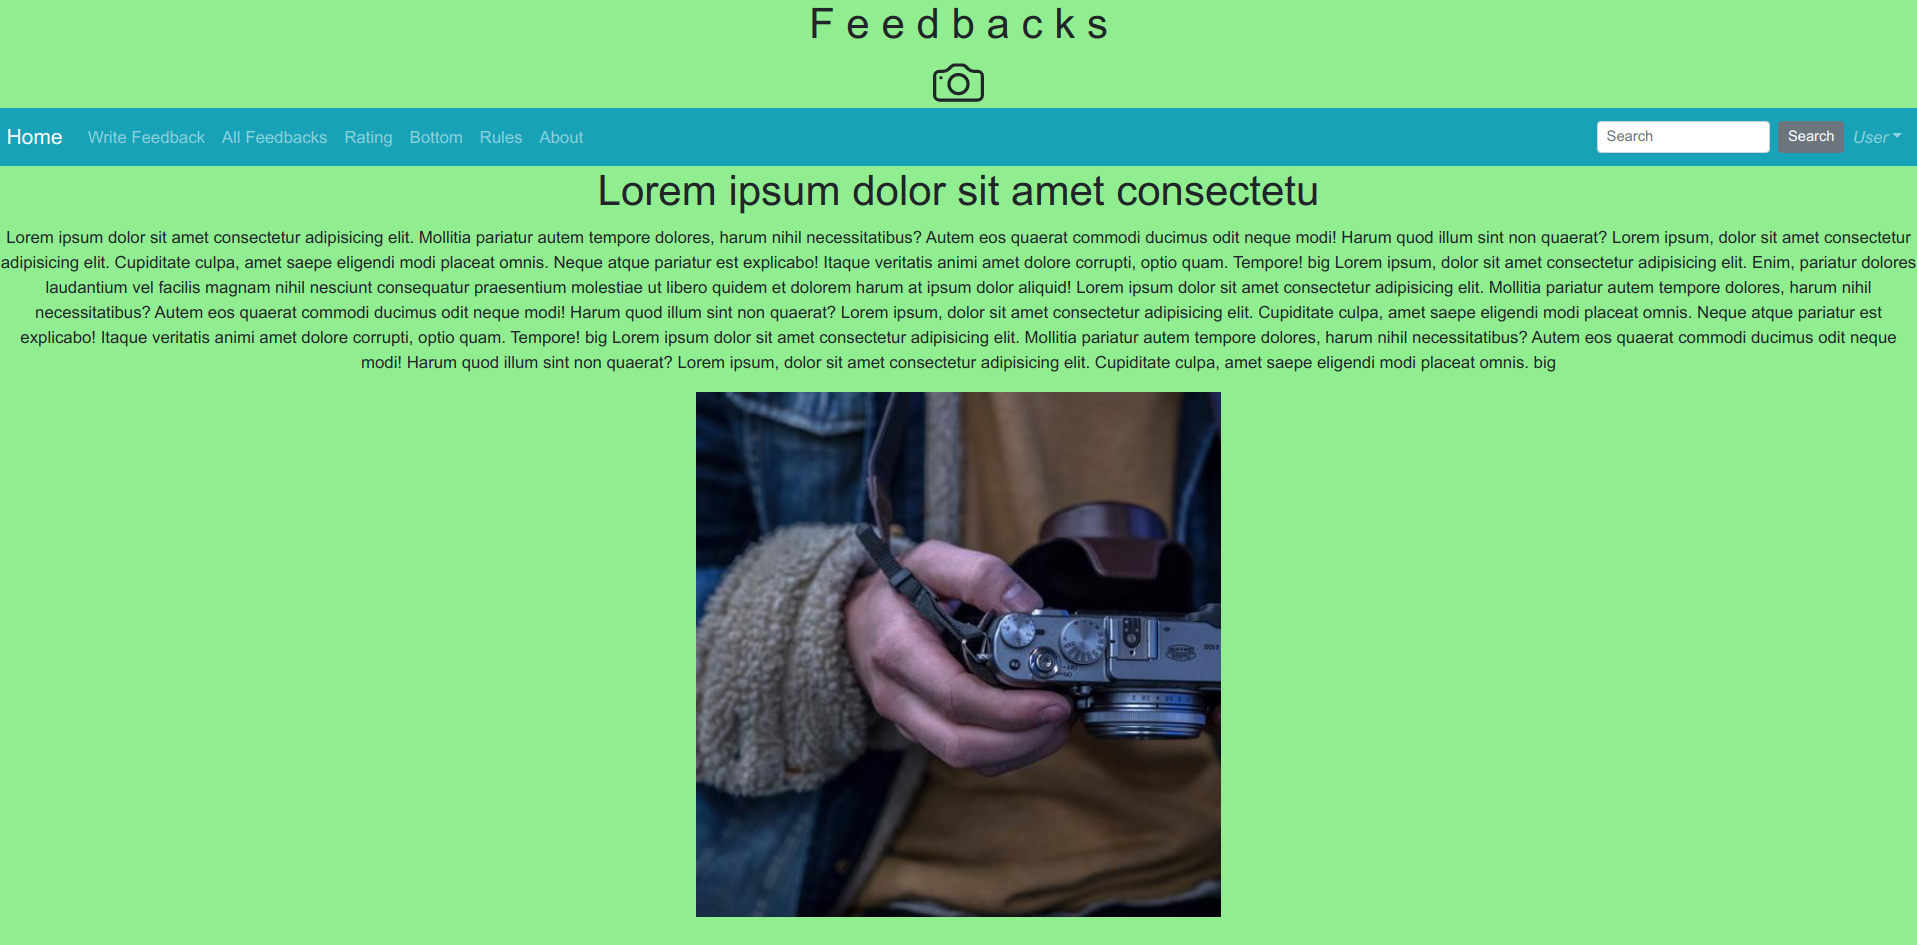 Feedbacks
Home Write Feedback All Feedbacks Rating Bottom Rules About Search Search User
Lorem ipsum dolor sit amet consectetu
Lorem ipsum dolor sit amet consectetur adipisicing elit. Mollitia pariatur autem tempore dolores, harum nihil necessitatibus? Autem eos quaerat commodi ducimus odit neque modi! Harum quod illum sint non quaerat? Lorem ipsum, dolor sit amet consectetur
adipisicing elit. Cupiditate culpa, amet saepe eligendi modi placeat omnis. Neque atque pariatur est explicabo! Itaque veritatis animi amet dolore corrupti, optio quam. Tempore! big Lorem ipsum, dolor sit amet consectetur adipisicing elit. Enim, pariatur dolores
laudantium vel facilis magnam nihil nesciunt consequatur praesentium molestiae ut libero quidem et dolorem harum at ipsum dolor aliquid! Lorem ipsum dolor sit amet consectetur adipisicing elit. Mollitia pariatur autem tempore dolores, harum nihil
necessitatibus? Autem eos quaerat commodi ducimus odit neque modi! Harum quod illum sint non quaerat? Lorem ipsum, dolor sit amet consectetur adipisicing elit. Cupiditate culpa, amet saepe eligendi modi placeat omnis. Neque atque pariatur est
explicabo! Itaque veritatis animi amet dolore corrupti, optio quam. Tempore! big Lorem ipsum dolor sit amet consectetur adipisicing elit. Mollitia pariatur autem tempore dolores, harum nihil necessitatibus? Autem eos quaerat commodi ducimus odit neque
modi! Harum quod illum sint non quaerat? Lorem ipsum, dolor sit amet consectetur adipisicing elit. Cupiditate culpa, amet saepe eligendi modi placeat omnis. big
X100